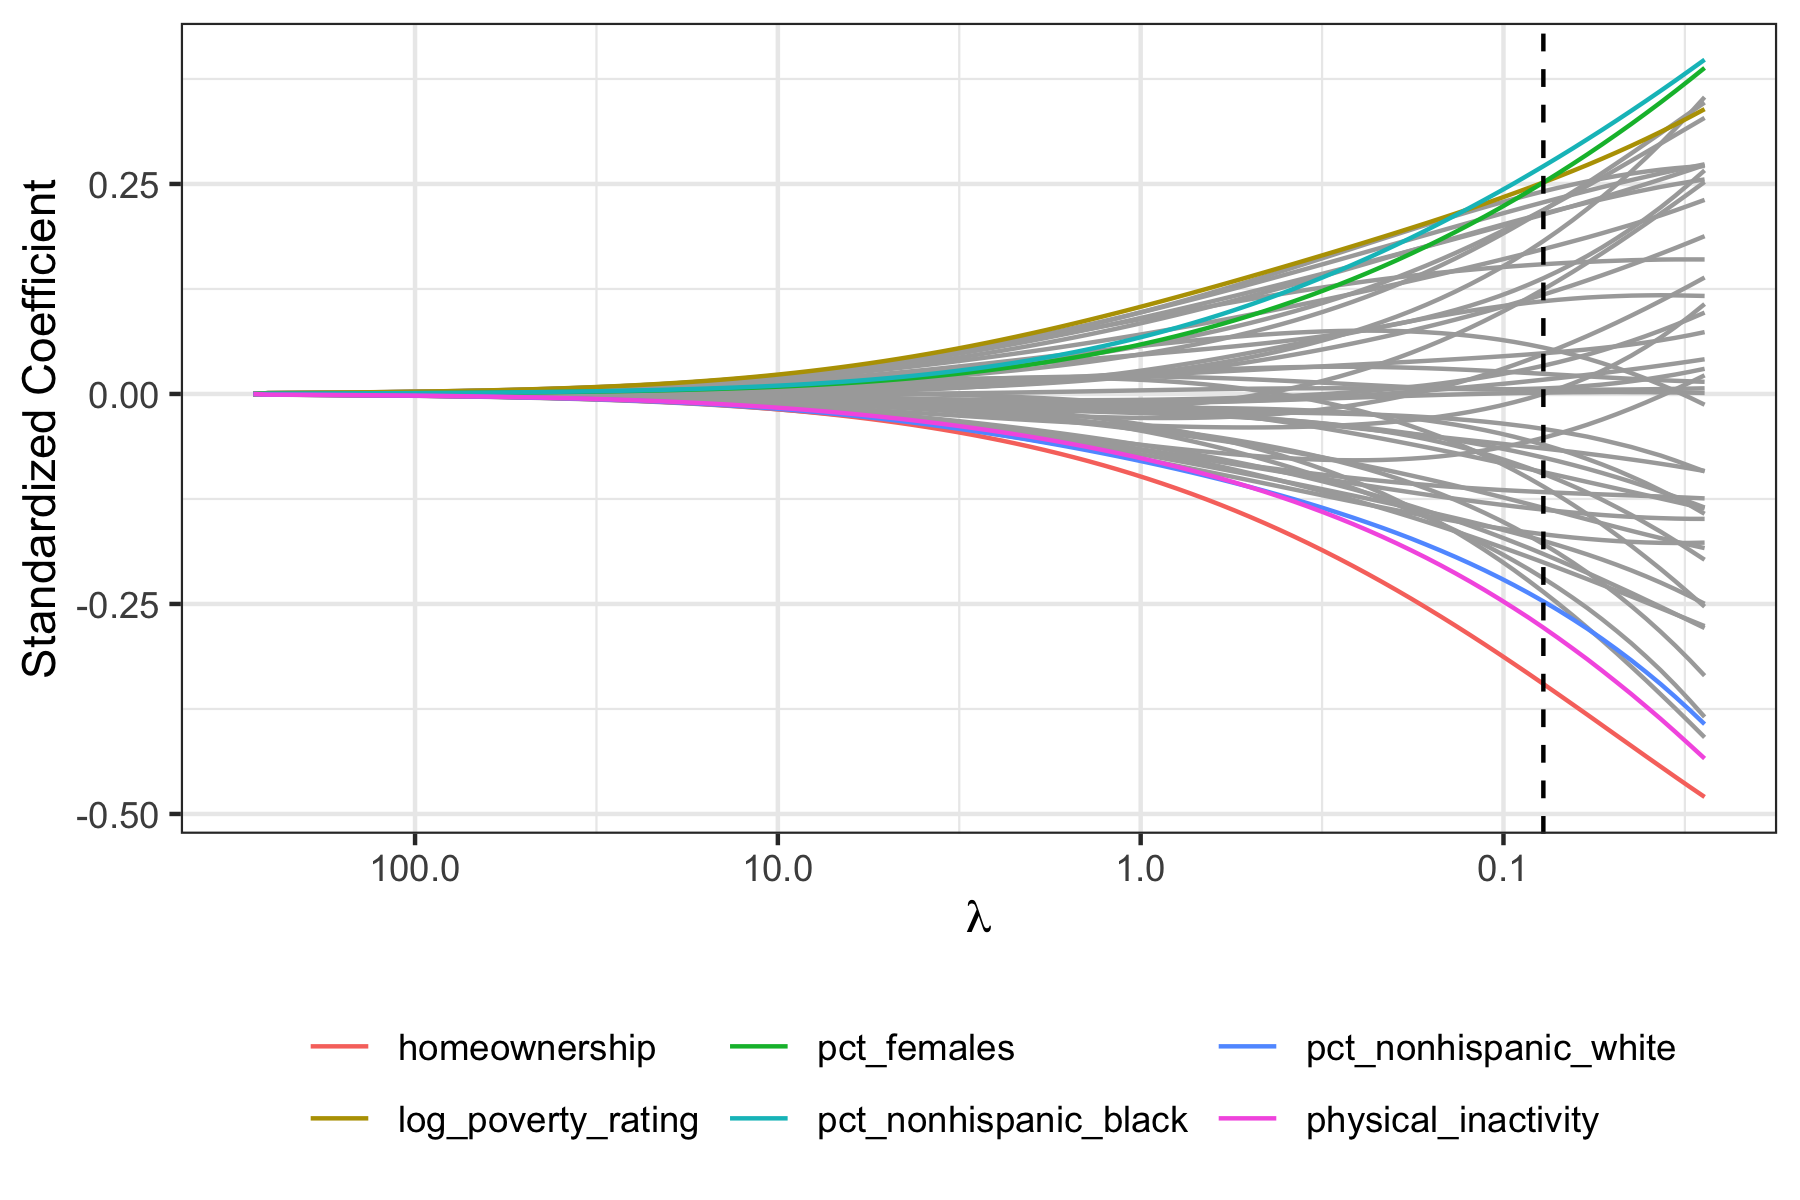 Standardized Coefficient
0.25
0.00
-0.25
-0.50
100.0 10.0 1.0 0.1
λ
homeownership pct_females pct_nonhispanic_white
log_poverty_rating pct_nonhispanic_black physical_inactivity